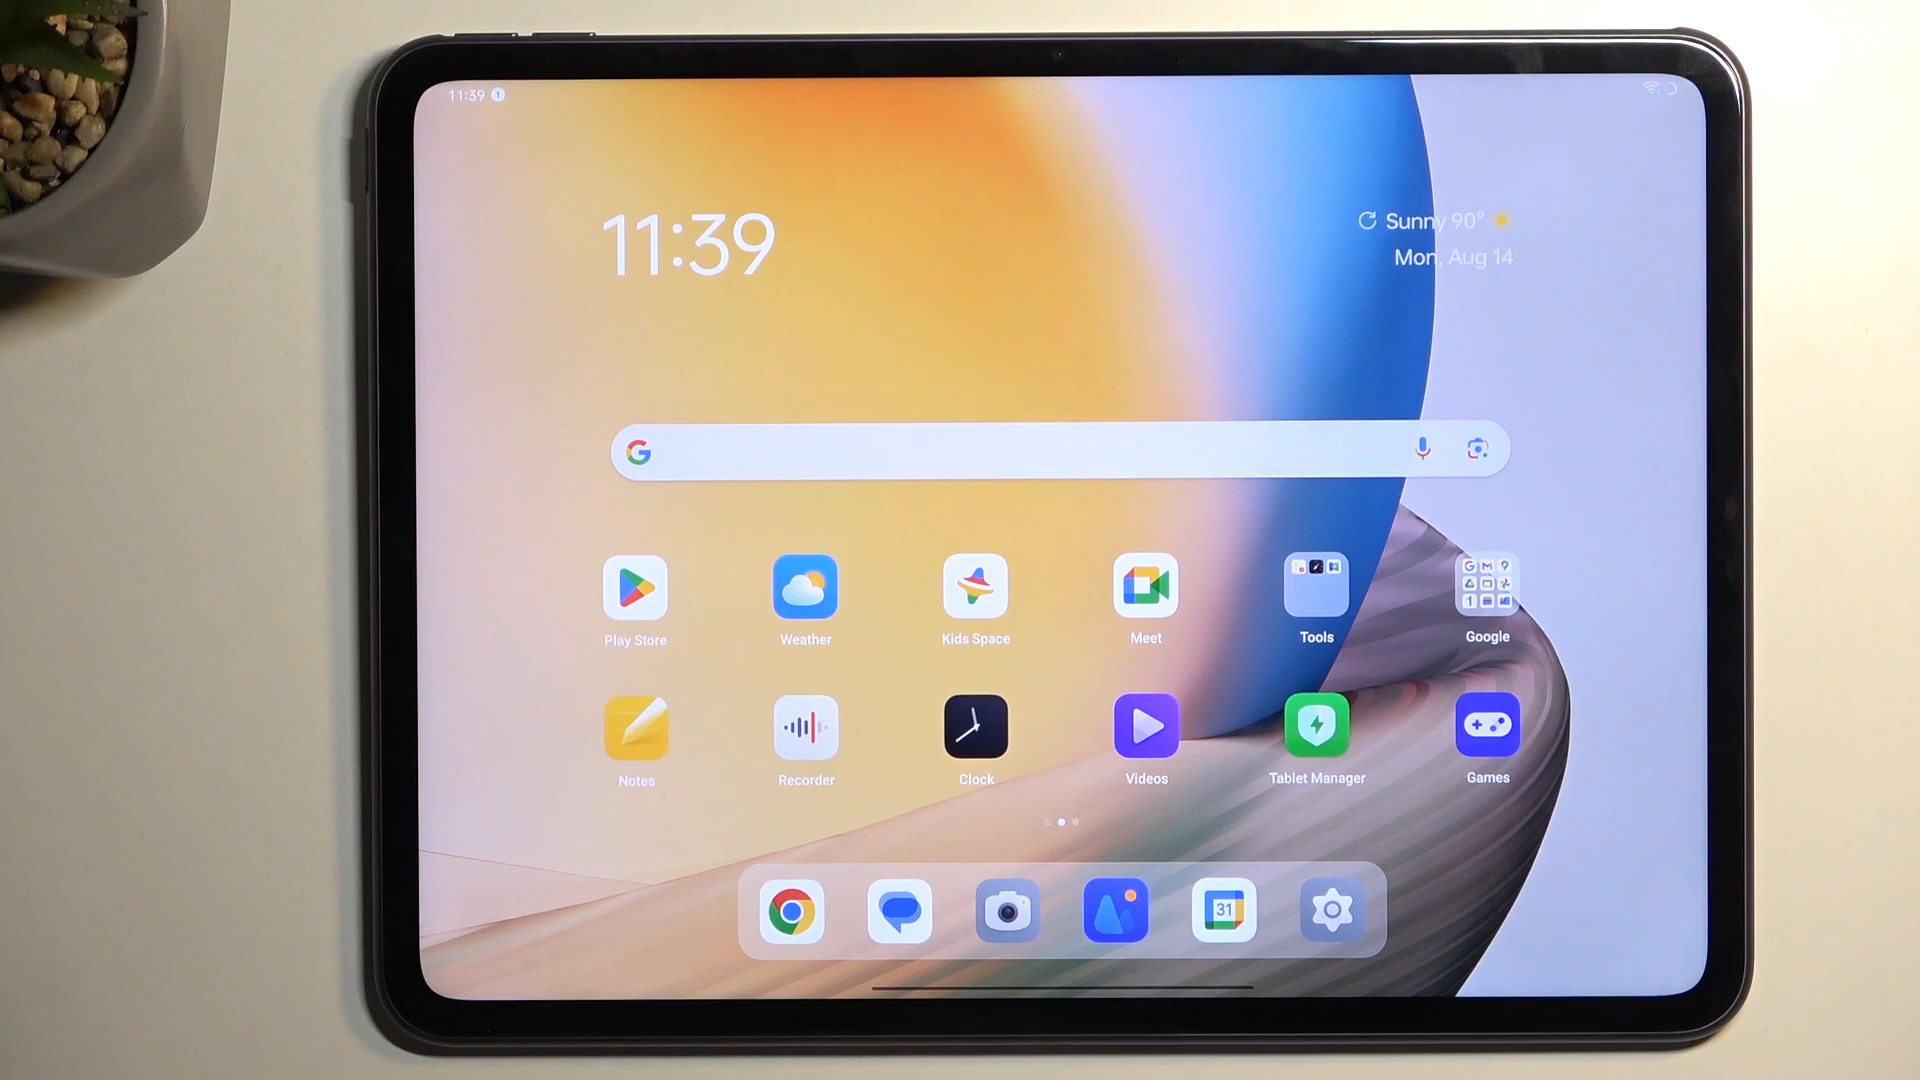 11:39 1
11:39
Sunny 90°
Mon, Aug 14
Play Store
Weather
Kids Space
Meet
Tools
Google
Notes
Recorder
Clock
Videos
Tablet Manager
Games
31